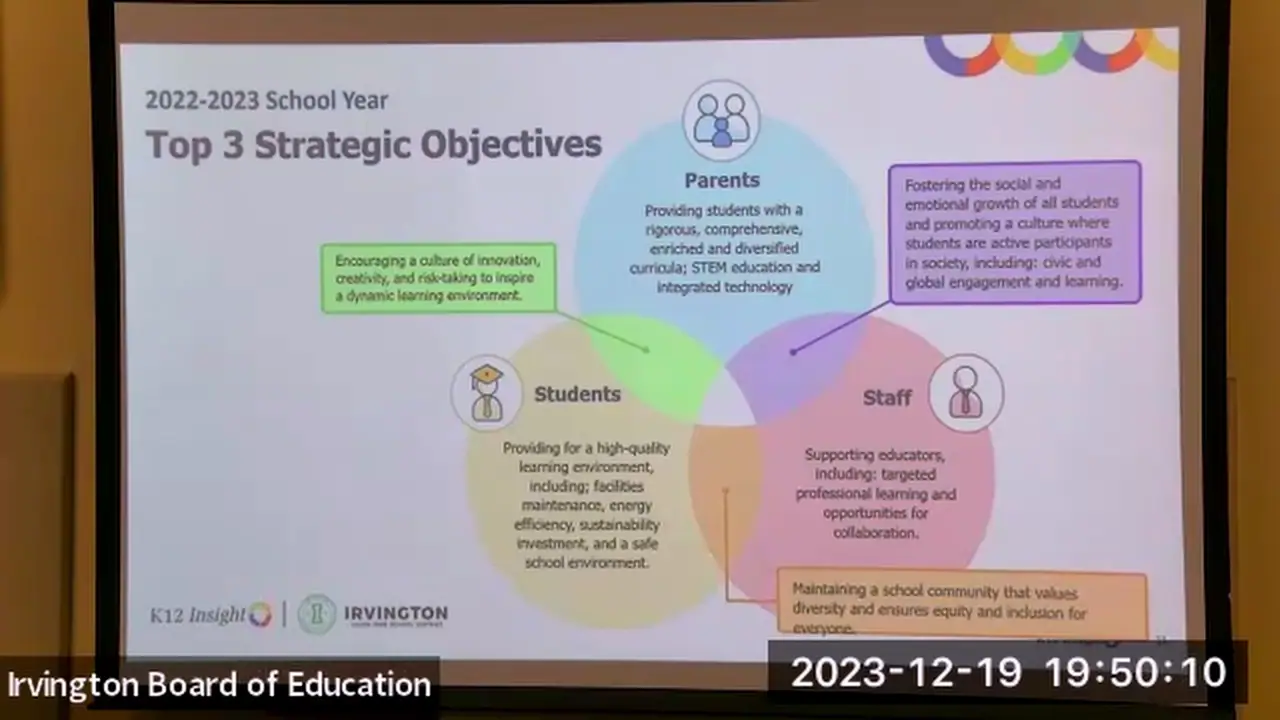 2022-2023 School Year
Top 3 Strategic Objectives
Parents
Providing students with a
rigorous, comprehensive,
enriched and diversified
curricula; STEM education and
integrated technology
Fostering the social and
emotional growth of all students
and promoting a culture where
students are active participants
in society, including: civic and
global engagement and learning.
Encouraging a culture of innovation,
creativity, and risk-taking to inspire
a dynamic learning environment.
Students
Providing for a high-quality
learning environment,
including; facilities
maintenance, energy
efficiency, sustainability
investment, and a safe
school environment.
Staff
Supporting educators,
including: targeted
professional learning and
opportunities for
collaboration.
Maintaining a school community that values
diversity and ensures equity and inclusion for
everyone.
K12 Insight
IRVINGTON
Irvington Board of Education
2023-12-19 19:50:10